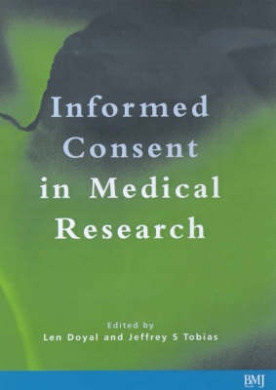 Informed
Consent
in Medical
Research
Edited by
Len Doyal and Jeffrey S Tobias
BMJ